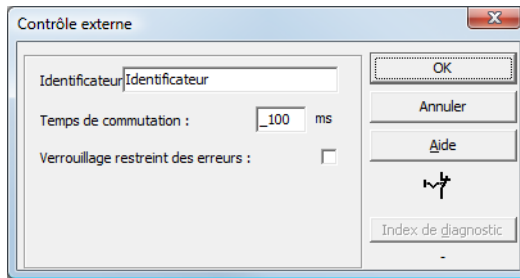 Contrôle externe
Identificateur Identificateur
Temps de commutation : _100 ms
Verrouillage restreint des erreurs :
OK
Annuler
Aide
Index de diagnostic
-